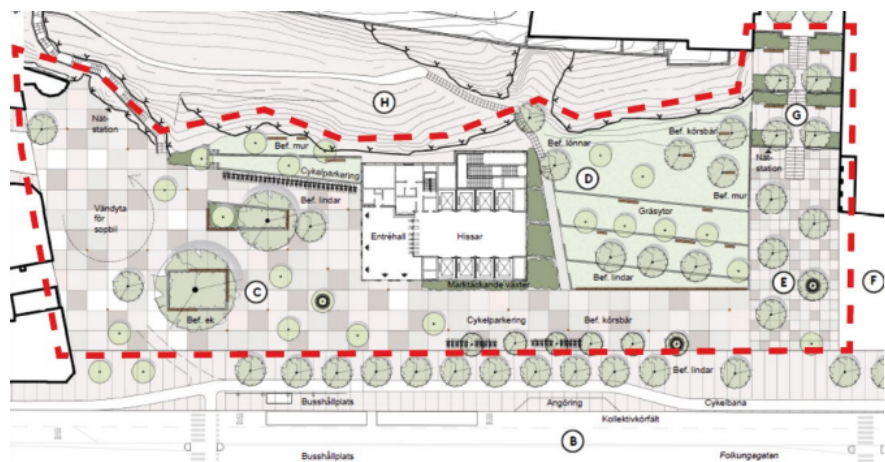 H
G
Nät-
station
Bef. mur
Bef. lönnar
Bef. körsbär
Nät-
station
Cykelparkering
D
Vändyta
för
sopbil
Bef. lindar
Bef. mur
Gräsytor
Entréhall
Hissar
C
Bef. lindar
E
F
Marktäckande växter
Bef. ek
Cykelparkering
Bef. körsbär
Bef. lindar
Busshållplats
Angöring
Cykelbana
Kollektivkörfält
B
Busshållplats
Folkungagatan